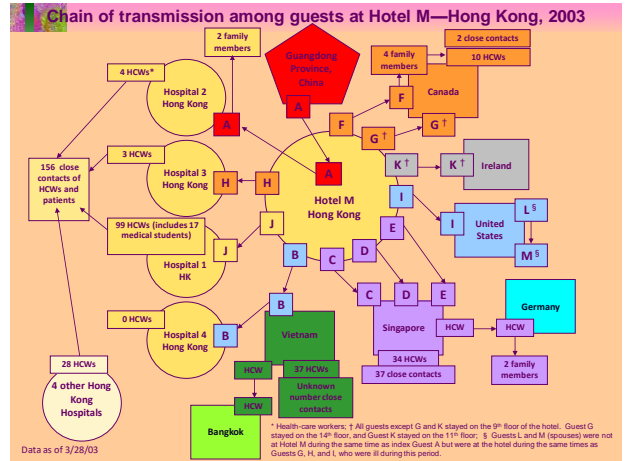 Chain of transmission among guests at Hotel M—Hong Kong, 2003
2 family
members
Guangdong
Province,
China
A
2 close contacts
10 HCWs
4 family
members
Canada
F
F
G †
G †
4 HCWs*
Hospital 2
Hong Kong
A
A
Hotel M
Hong Kong
K †
K †
Ireland
3 HCWs
Hospital 3
Hong Kong
H
H
156 close
contacts of
HCWs and
patients
I
I
United
States
L §
M §
99 HCWs (includes 17
medical students)
Hospital 1
HK
J
J
E
D
C
B
B
C
D
E
0 HCWs
Hospital 4
Hong Kong
B
Vietnam
HCW
37 HCWs
Unknown
number close
contacts
HCW
Bangkok
Singapore
HCW
34 HCWs
37 close contacts
Germany
HCW
2 family
members
28 HCWs
4 other Hong
Kong
Hospitals
Data as of 3/28/03
* Health-care workers; † All guests except G and K stayed on the 9th floor of the hotel. Guest G
stayed on the 14th floor, and Guest K stayed on the 11th floor; § Guests L and M (spouses) were not
at Hotel M during the same time as index Guest A but were at the hotel during the same times as
Guests G, H, and I, who were ill during this period.